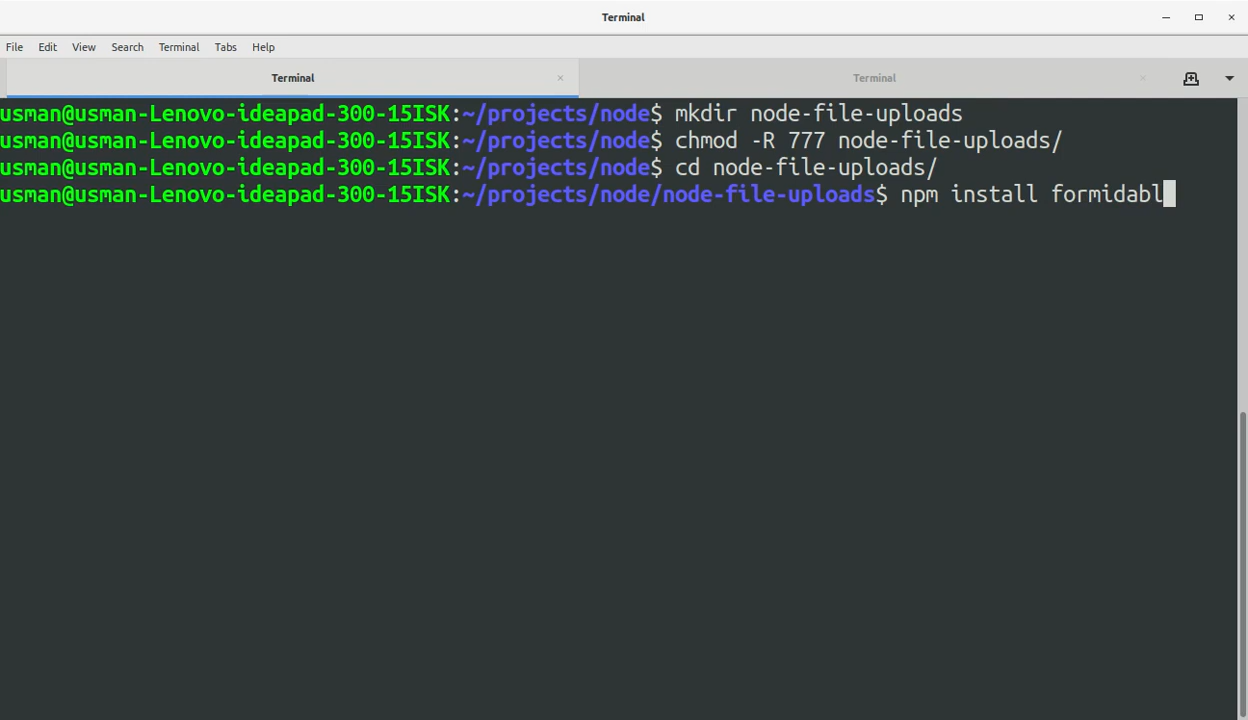 Terminal
File Edit View Search Terminal Tabs Help
Terminal Terminal
usman@usman-Lenovo-ideapad-300-15ISK:~/projects/node$ mkdir node-file-uploads
usman@usman-Lenovo-ideapad-300-15ISK:~/projects/node$ chmod -R 777 node-file-uploads/
usman@usman-Lenovo-ideapad-300-15ISK:~/projects/node$ cd node-file-uploads/
usman@usman-Lenovo-ideapad-300-15ISK:~/projects/node/node-file-uploads$ npm install formidabl